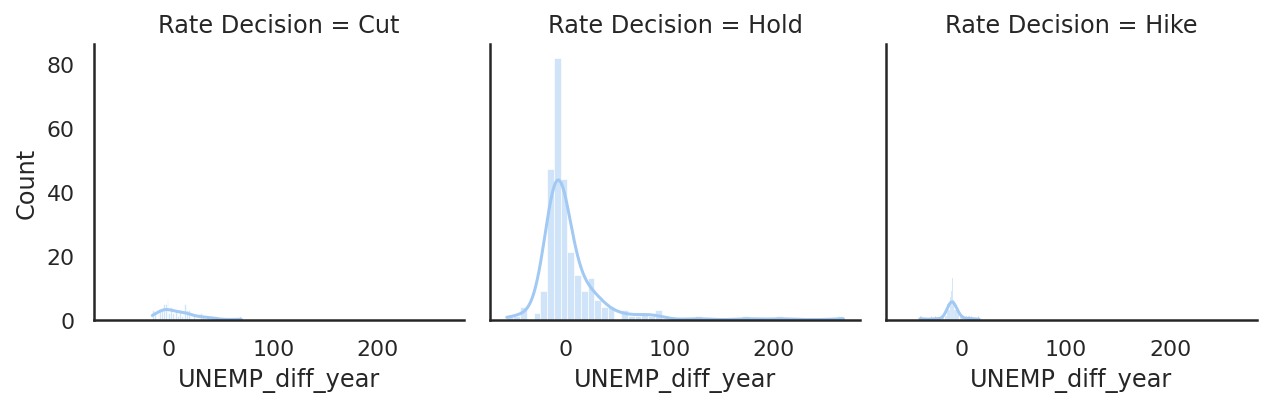 Rate Decision = Cut
Rate Decision = Hold
Rate Decision = Hike
80
60
40
20
0
Count
0 100 200
0 100 200
0 100 200
UNEMP_diff_year
UNEMP_diff_year
UNEMP_diff_year